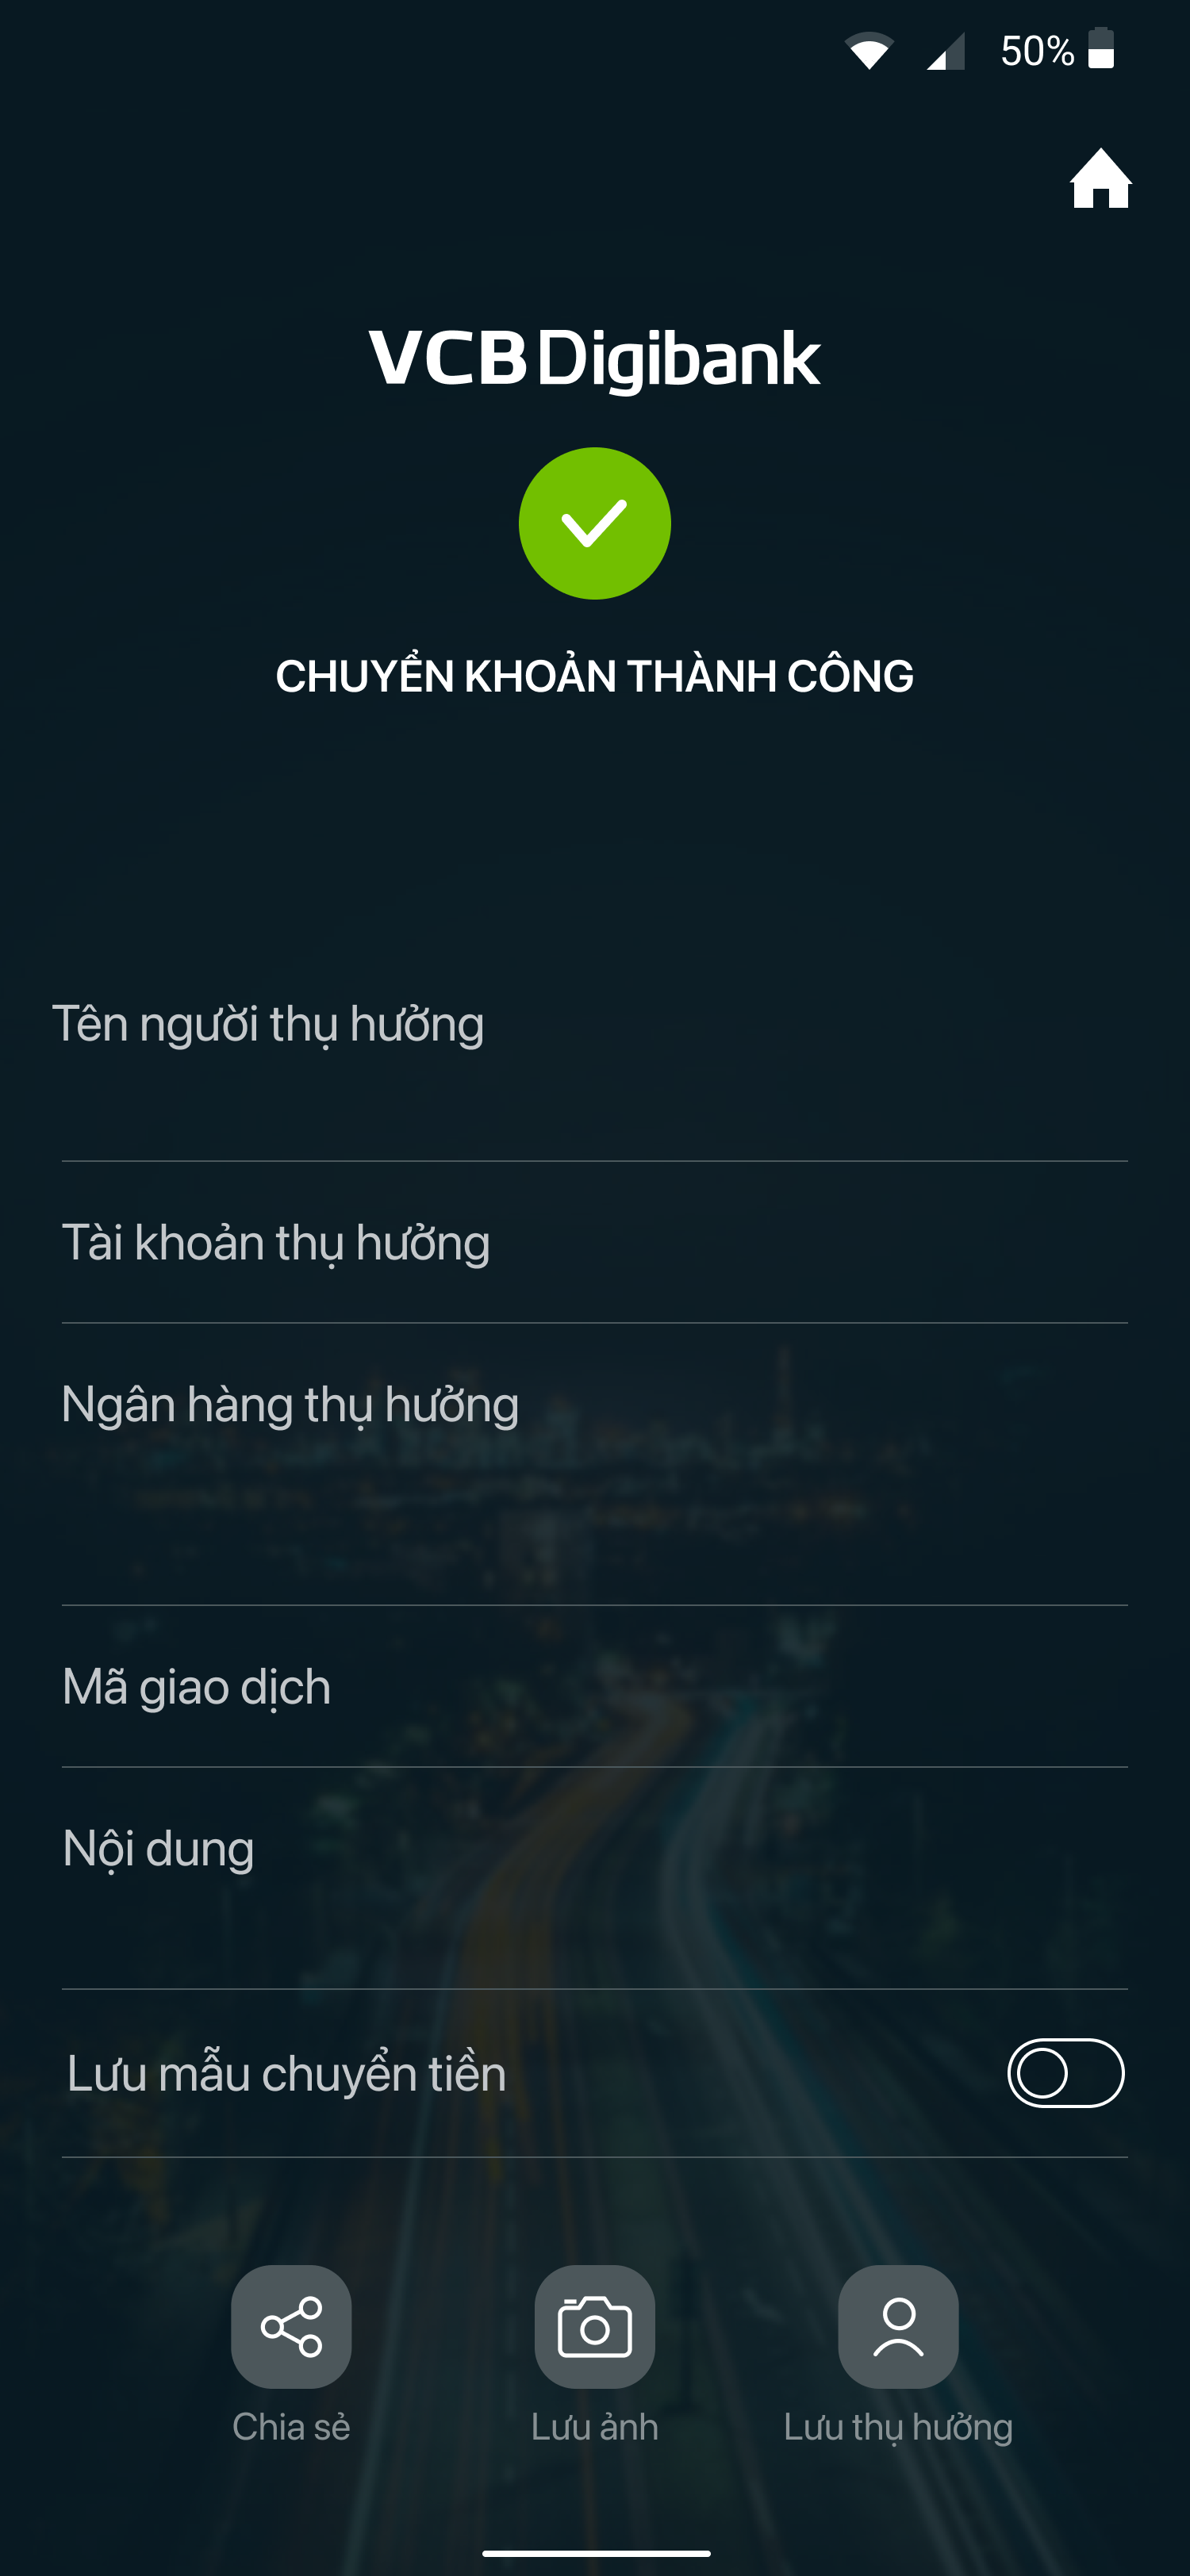 50%
VCB Digibank
CHUYỂN KHOẢN THÀNH CÔNG
Tên người thụ hưởng
Tài khoản thụ hưởng
Ngân hàng thụ hưởng
Mã giao dịch
Nội dung
Lưu mẫu chuyển tiền
Chia sẻ Lưu ảnh Lưu thụ hưởng